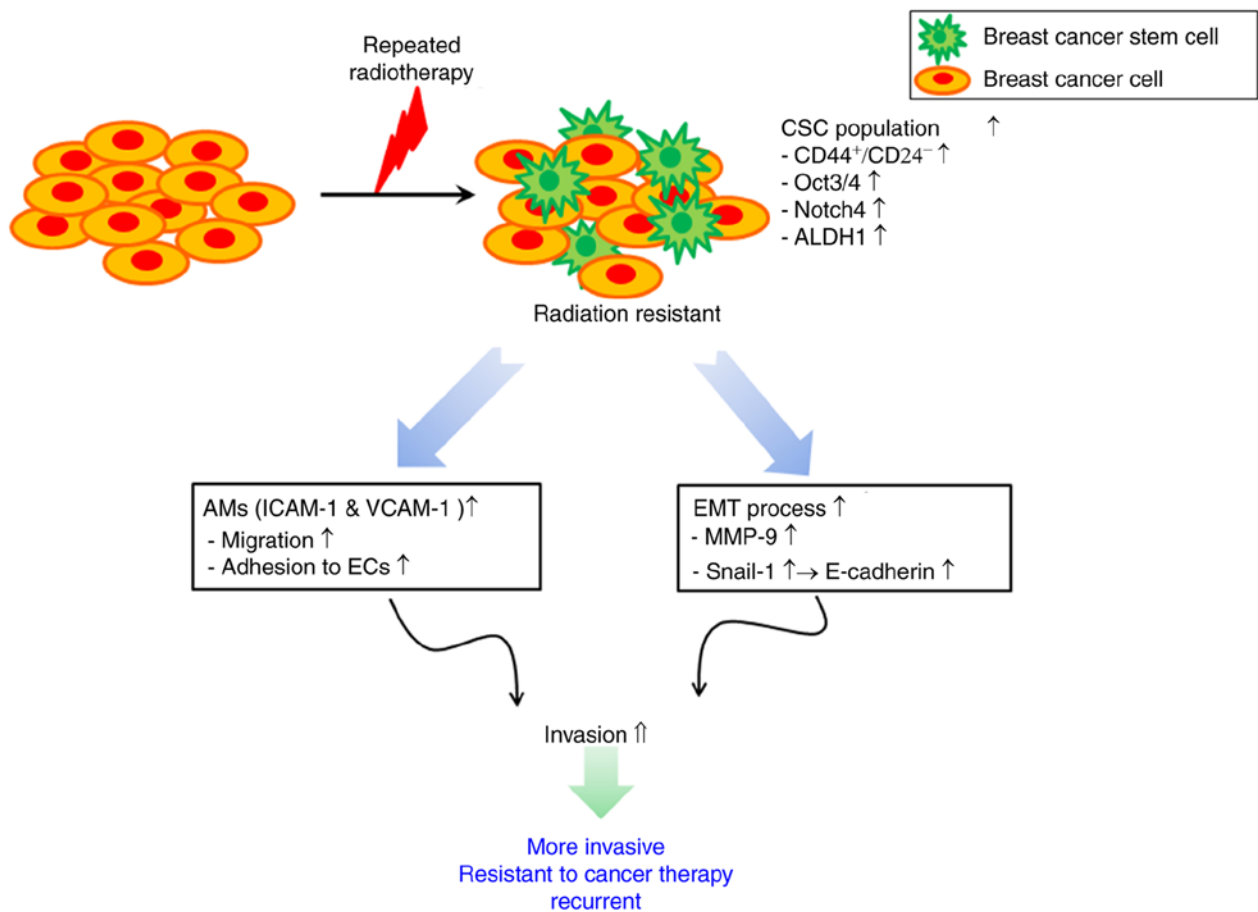 Repeated
radiotherapy
Breast cancer stem cell
Breast cancer cell
CSC population ↑
- CD44⁺/CD24⁻ ↑
- Oct3/4 ↑
- Notch4 ↑
- ALDH1 ↑
Radiation resistant
AMs (ICAM-1 & VCAM-1 )↑
- Migration ↑
- Adhesion to ECs ↑
EMT process ↑
- MMP-9 ↑
- Snail-1 ↑→ E-cadherin ↑
Invasion ⇑
More invasive
Resistant to cancer therapy
recurrent